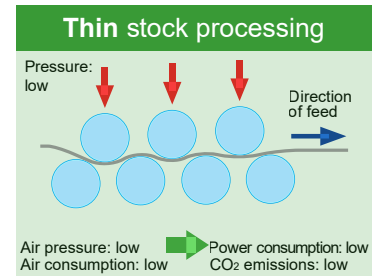 Thin stock processing
Pressure:
low
Direction
of feed
Air pressure: low
Air consumption: low
Power consumption: low
CO₂ emissions: low